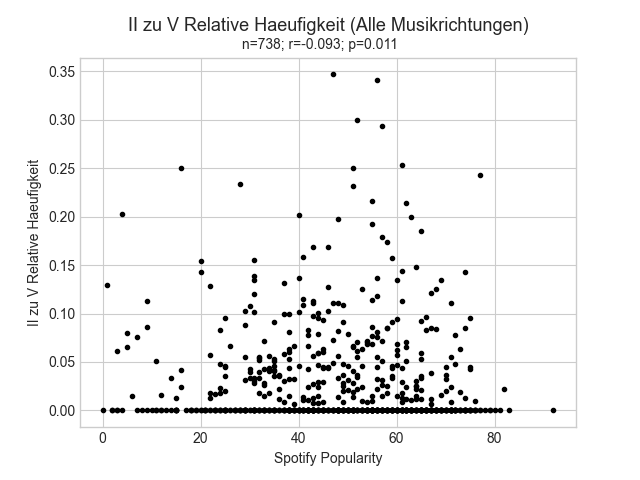 II zu V Relative Haeufigkeit (Alle Musikrichtungen)
n=738; r=-0.093; p=0.011
0.35
0.30
0.25
0.20
0.15
0.10
0.05
0.00
II zu V Relative Haeufigkeit
0 20 40 60 80
Spotify Popularity